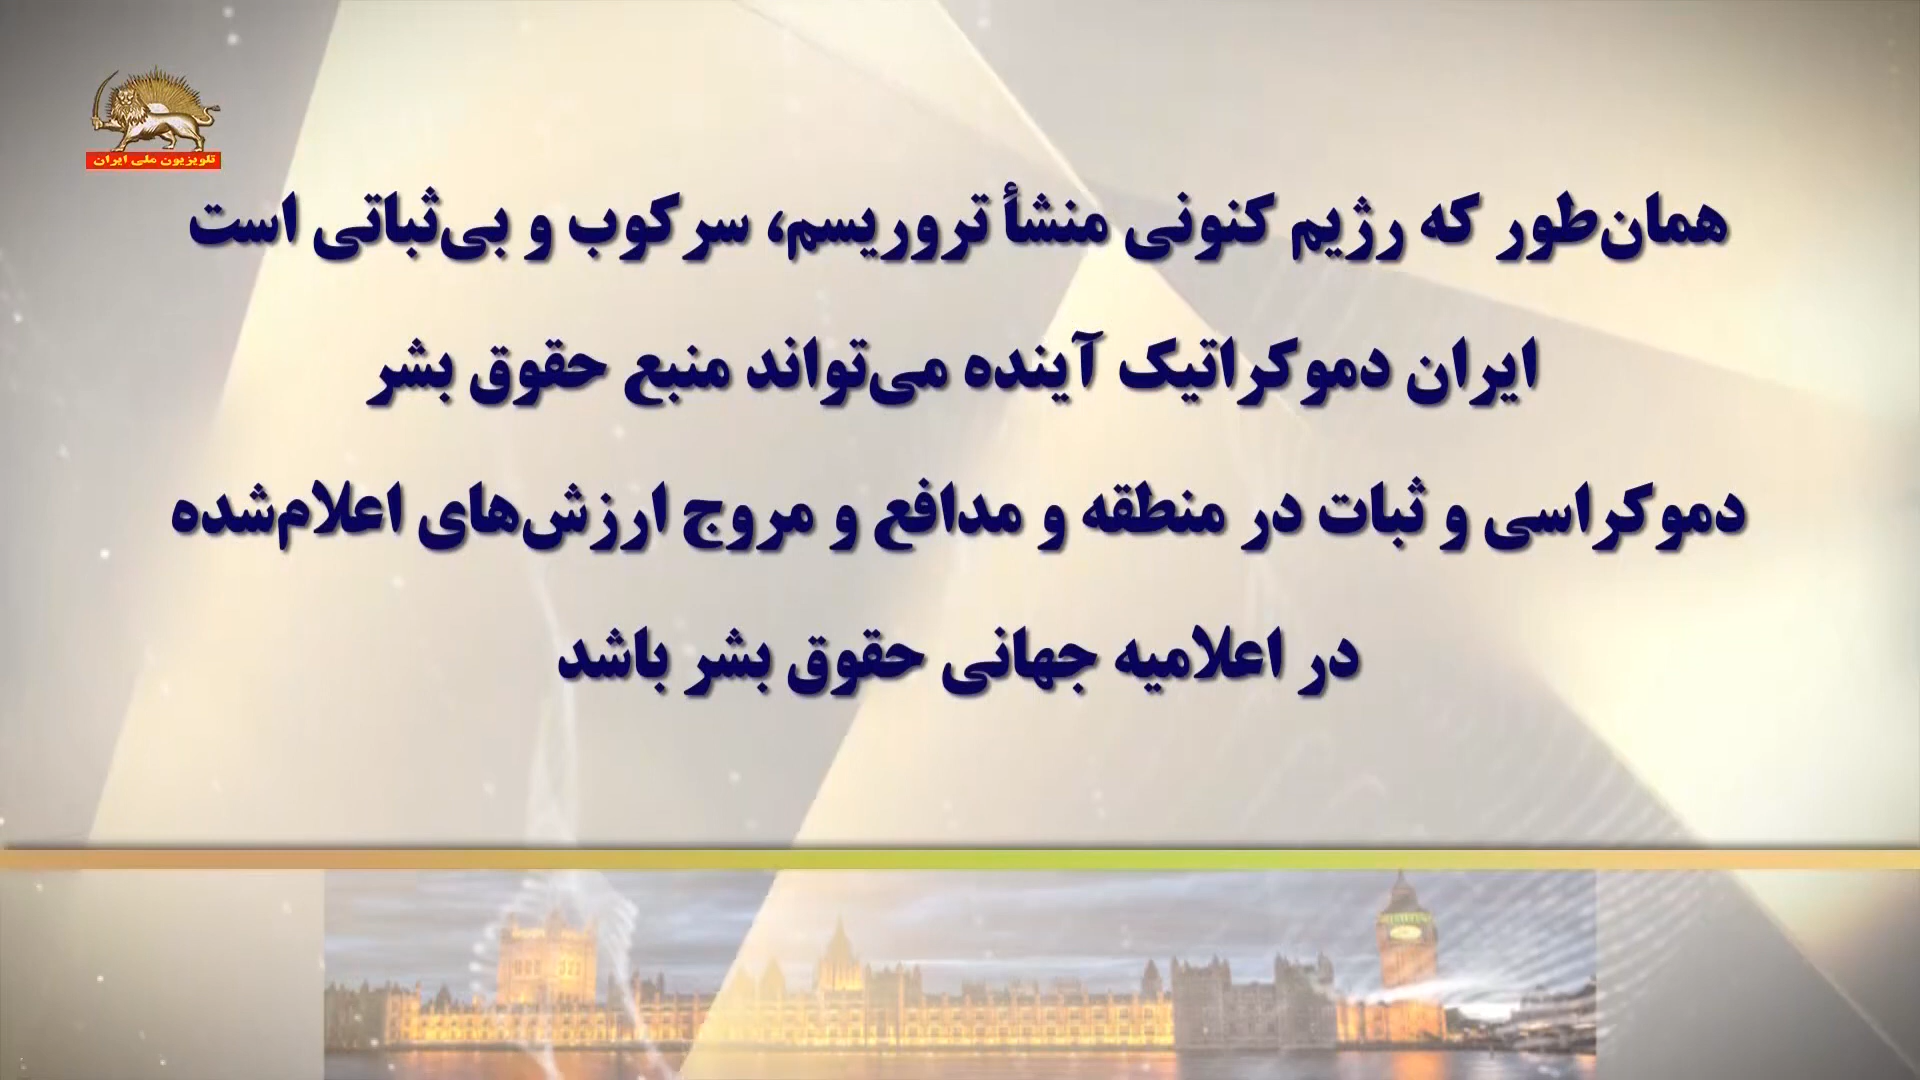 تلویزیون ملی ایران
همان‌طور که رژیم کنونی منشأ تروریسم، سرکوب و بی‌ثباتی است
ایران دموکراتیک آینده می‌تواند منبع حقوق بشر
دموکراسی و ثبات در منطقه و مدافع و مروج ارزش‌های اعلام‌شده
در اعلامیه جهانی حقوق بشر باشد